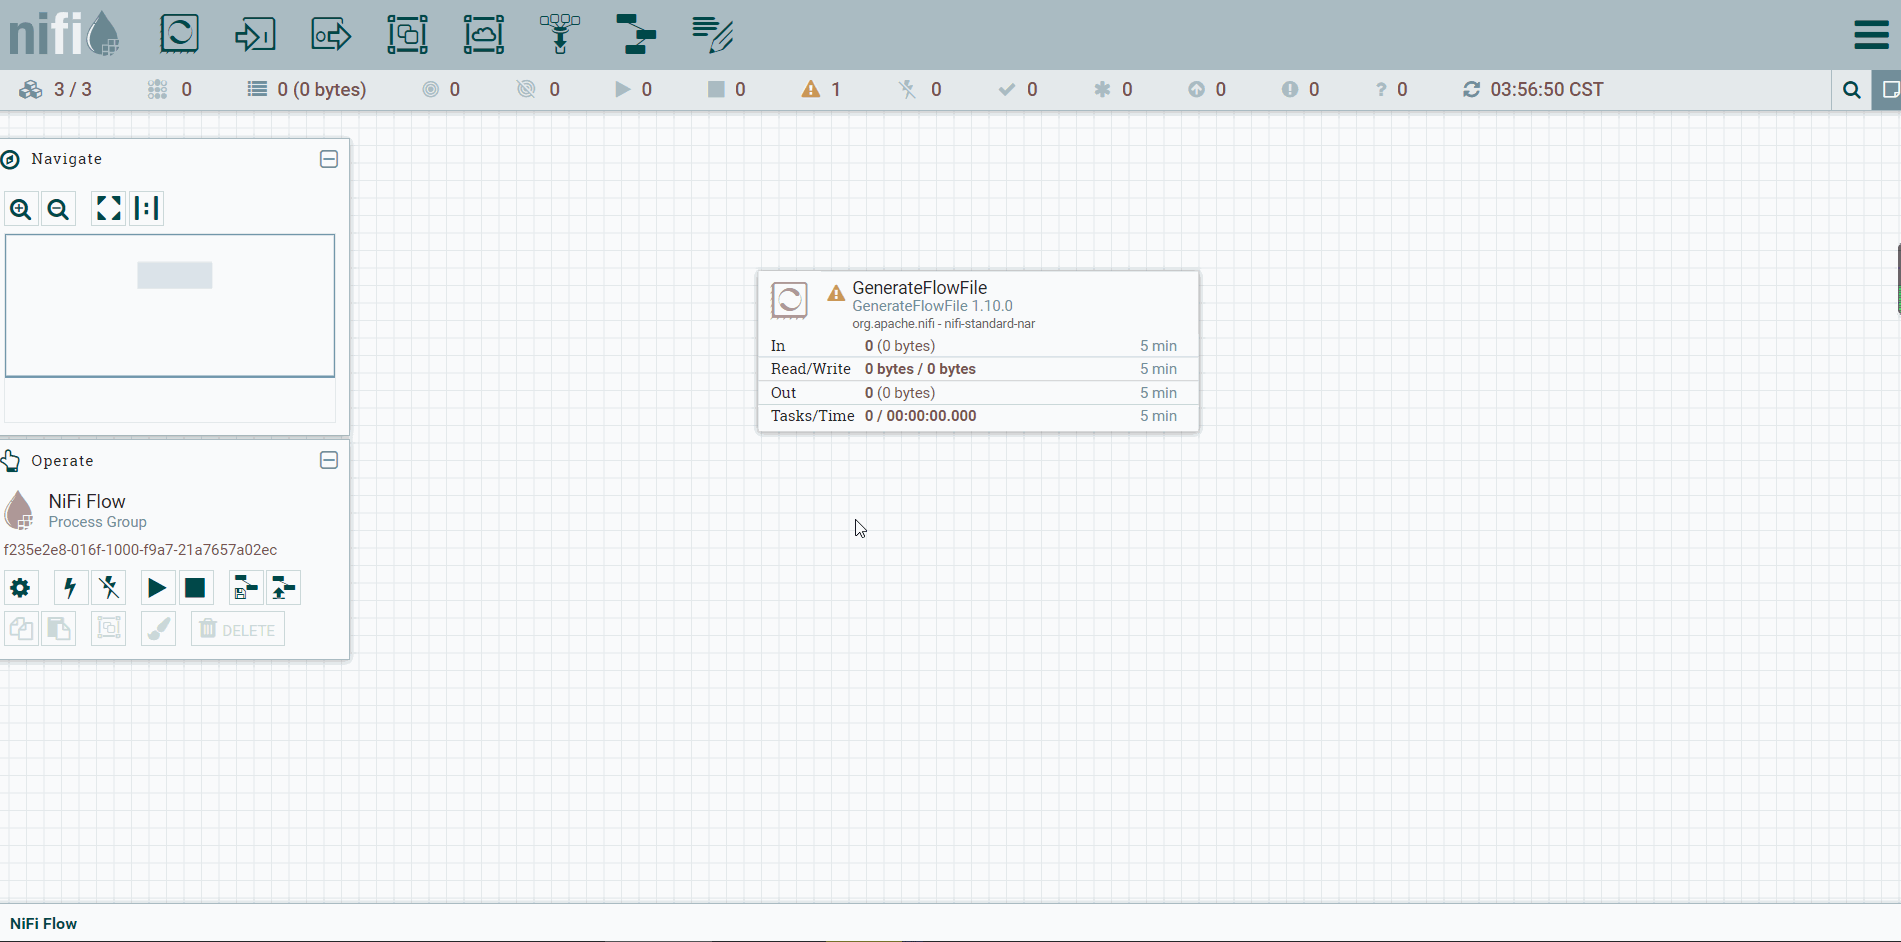 nifi
3 / 3 0 0 (0 bytes) 0 0 0 0 1 0 0 0 0 0 ? 0 03:56:50 CST
Navigate
GenerateFlowFile
GenerateFlowFile 1.10.0
org.apache.nifi - nifi-standard-nar
In 0 (0 bytes) 5 min
Read/Write 0 bytes / 0 bytes 5 min
Out 0 (0 bytes) 5 min
Tasks/Time 0 / 00:00:00.000 5 min
Operate
NiFi Flow
Process Group
f235e2e8-016f-1000-f9a7-21a7657a02ec
DELETE
NiFi Flow